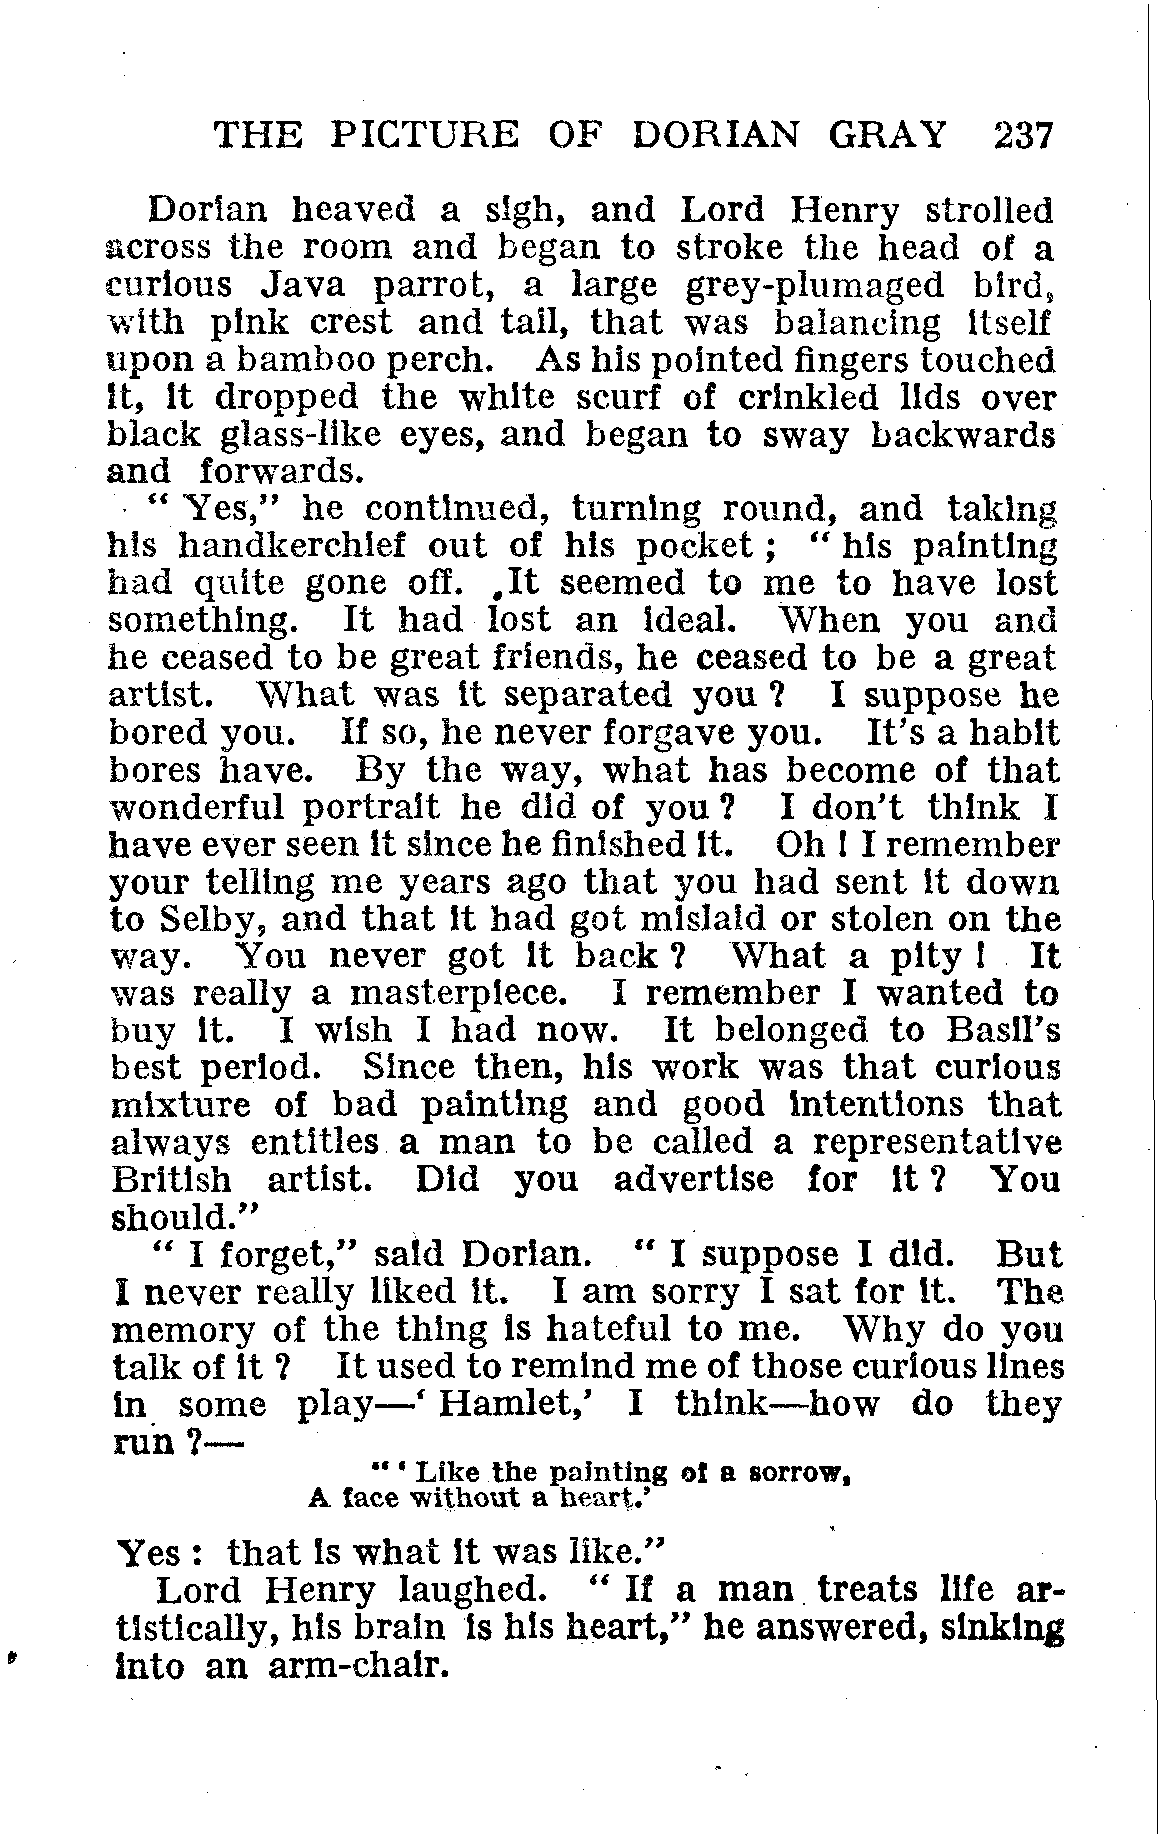 THE PICTURE OF DORIAN GRAY 237
Dorian heaved a sigh, and Lord Henry strolled
across the room and began to stroke the head of a
curious Java parrot, a large grey-plumaged bird,
with pink crest and tail, that was balancing itself
upon a bamboo perch. As his pointed fingers touched
it, it dropped the white scurf of crinkled lids over
black glass-like eyes, and began to sway backwards
and forwards.
“ Yes,” he continued, turning round, and taking
his handkerchief out of his pocket ; “ his painting
had quite gone off. It seemed to me to have lost
something. It had lost an ideal. When you and
he ceased to be great friends, he ceased to be a great
artist. What was it separated you ? I suppose he
bored you. If so, he never forgave you. It’s a habit
bores have. By the way, what has become of that
wonderful portrait he did of you ? I don’t think I
have ever seen it since he finished it. Oh ! I remember
your telling me years ago that you had sent it down
to Selby, and that it had got mislaid or stolen on the
way. You never got it back ? What a pity ! It
was really a masterpiece. I remember I wanted to
buy it. I wish I had now. It belonged to Basil’s
best period. Since then, his work was that curious
mixture of bad painting and good intentions that
always entitles a man to be called a representative
British artist. Did you advertise for it ? You
should.”
“ I forget,” said Dorian. “ I suppose I did. But
I never really liked it. I am sorry I sat for it. The
memory of the thing is hateful to me. Why do you
talk of it ? It used to remind me of those curious lines
in some play—‘ Hamlet,’ I think—how do they
run ?—
“ ‘ Like the painting of a sorrow,
A face without a heart.’
Yes : that is what it was like.”
Lord Henry laughed. “ If a man treats life ar-
tistically, his brain is his heart,” he answered, sinking
into an arm-chair.